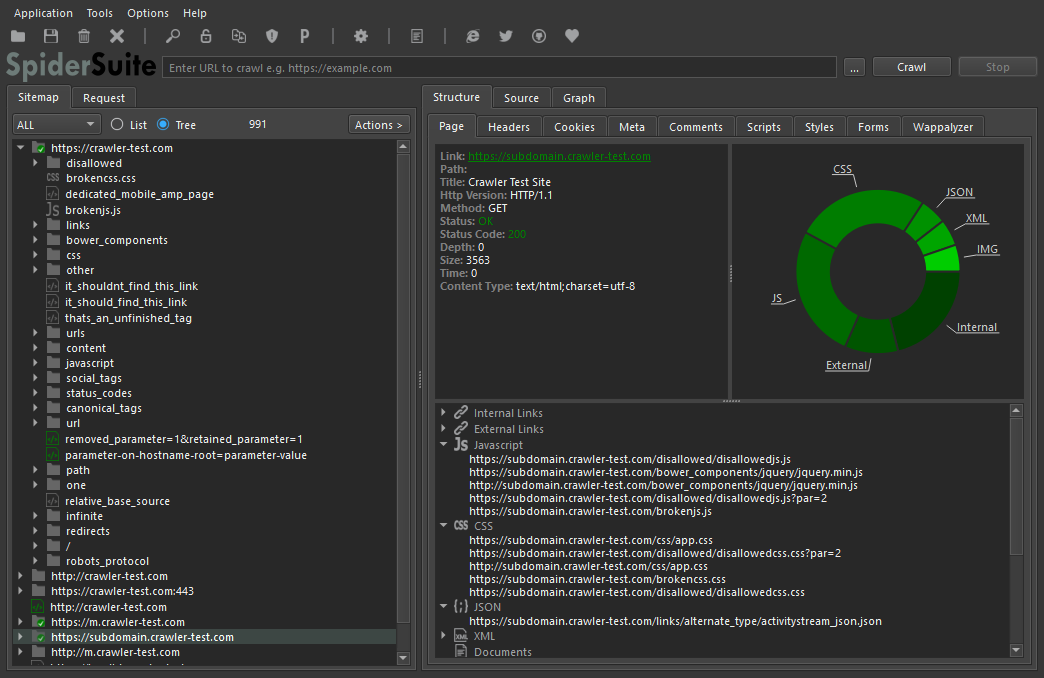 Application Tools Options Help
P
SpiderSuite
Enter URL to crawl e.g. https://example.com
...
Crawl
Stop
Sitemap
Request
ALL
List
Tree
991
Actions >
https://crawler-test.com
disallowed
CSS brokencss.css
dedicated_mobile_amp_page
JS brokenjs.js
links
bower_components
css
other
it_shouldnt_find_this_link
it_should_find_this_link
thats_an_unfinished_tag
urls
content
javascript
social_tags
status_codes
canonical_tags
url
removed_parameter=1&retained_parameter=1
parameter-on-hostname-root=parameter-value
path
one
relative_base_source
infinite
redirects
/
robots_protocol
http://crawler-test.com
https://crawler-test.com:443
http://crawler-test.com
https://m.crawler-test.com
https://subdomain.crawler-test.com
http://m.crawler-test.com
Structure
Source
Graph
Page
Headers
Cookies
Meta
Comments
Scripts
Styles
Forms
Wappalyzer
Link: https://subdomain.crawler-test.com
Path:
Title: Crawler Test Site
Http Version: HTTP/1.1
Method: GET
Status: OK
Status Code: 200
Depth: 0
Size: 3563
Time: 0
Content Type: text/html;charset=utf-8
CSS
JSON
XML
IMG
JS
Internal
External
Internal Links
External Links
JS Javascript
https://subdomain.crawler-test.com/disallowed/disallowedjs.js
https://subdomain.crawler-test.com/bower_components/jquery/jquery.min.js
http://subdomain.crawler-test.com/bower_components/jquery/jquery.min.js
https://subdomain.crawler-test.com/disallowed/disallowedjs.js?par=2
https://subdomain.crawler-test.com/brokenjs.js
CSS CSS
https://subdomain.crawler-test.com/css/app.css
https://subdomain.crawler-test.com/disallowed/disallowedcss.css?par=2
http://subdomain.crawler-test.com/css/app.css
https://subdomain.crawler-test.com/brokencss.css
https://subdomain.crawler-test.com/disallowed/disallowedcss.css
{;} JSON
https://subdomain.crawler-test.com/links/alternate_type/activitystream_json.json
XML XML
Documents